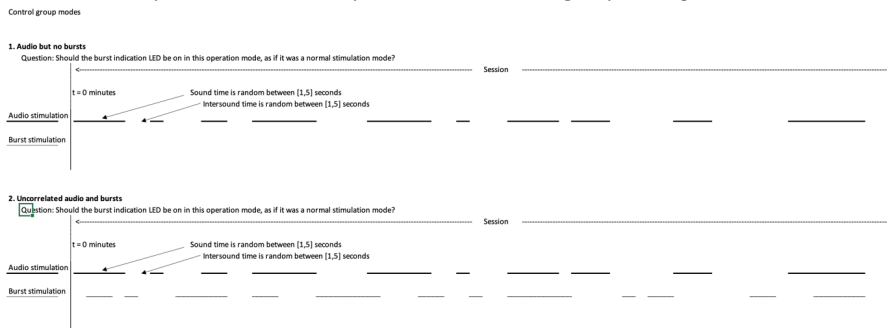 Control group modes
1. Audio but no bursts
Question: Should the burst indication LED be on in this operation mode, as if it was a normal stimulation mode?
Session
t = 0 minutes
Sound time is random between [1,5] seconds
Intersound time is random between [1,5] seconds
Audio stimulation
Burst stimulation
2. Uncorrelated audio and bursts
Question: Should the burst indication LED be on in this operation mode, as if it was a normal stimulation mode?
Session
t = 0 minutes
Sound time is random between [1,5] seconds
Intersound time is random between [1,5] seconds
Audio stimulation
Burst stimulation